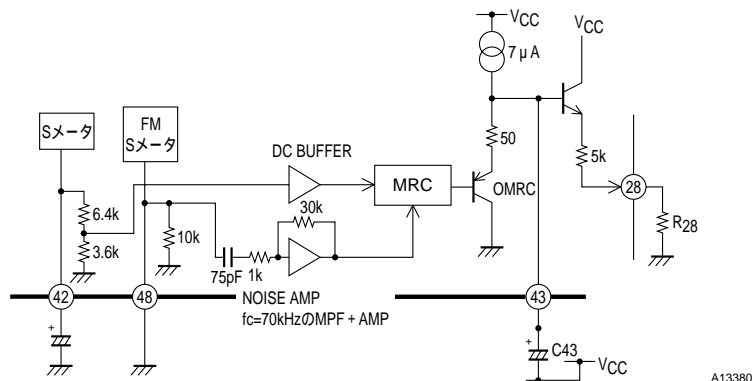 VCC
7μA
VCC
Sメータ
FM
Sメータ
DC BUFFER
50
5k
MRC
QMRC
28
6.4k
30k
R28
3.6k
10k
75pF
1k
42
48
NOISE AMP
fc=70kHzのMPF + AMP
43
+
+
C43
VCC
A13380